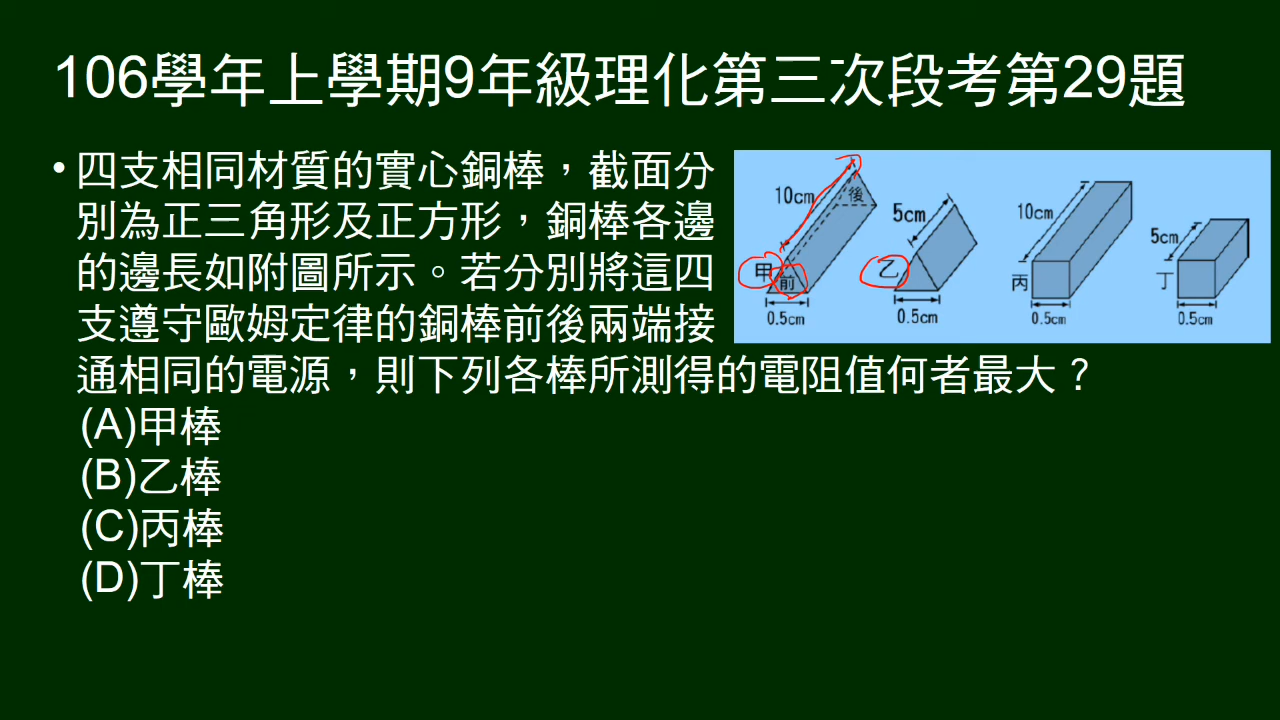 106學年上學期9年級理化第三次段考第29題
• 四支相同材質的實心銅棒，截面分
別為正三角形及正方形，銅棒各邊
的邊長如附圖所示。若分別將這四
支遵守歐姆定律的銅棒前後兩端接
通相同的電源，則下列各棒所測得的電阻值何者最大？
(A)甲棒
(B)乙棒
(C)丙棒
(D)丁棒
10cm
後
甲
前
0.5cm
5cm
乙
0.5cm
10cm
丙
0.5cm
5cm
丁
0.5cm